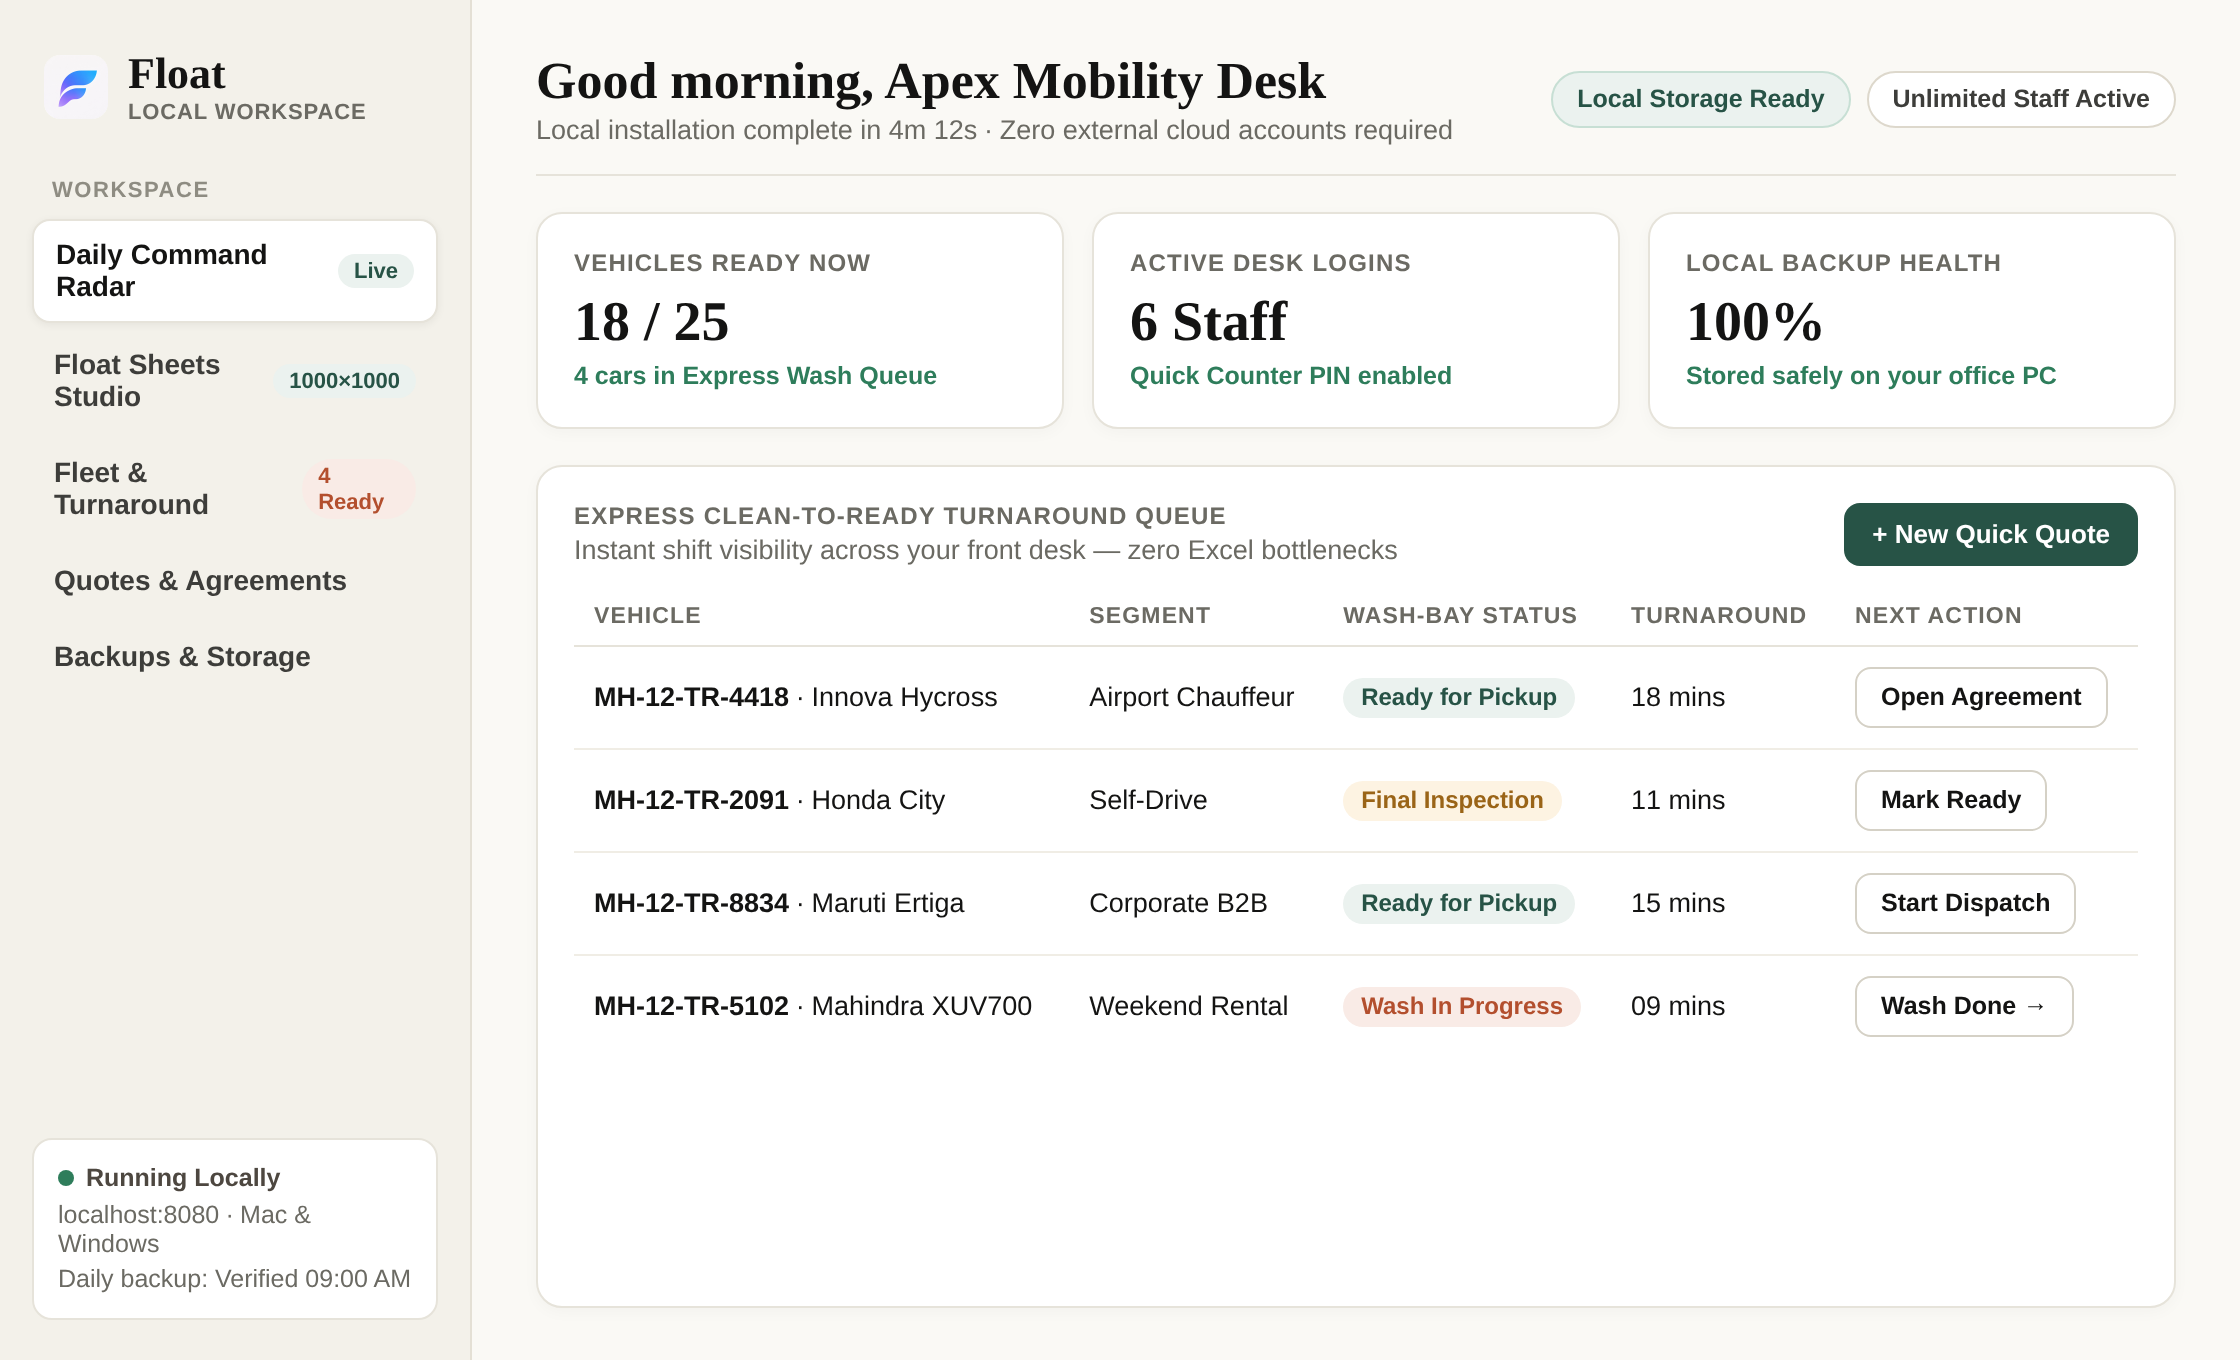 Float
LOCAL WORKSPACE
WORKSPACE
Daily Command
Radar
Live
Float Sheets
Studio
1000×1000
Fleet &
Turnaround
4
Ready
Quotes & Agreements
Backups & Storage
Running Locally
localhost:8080 · Mac &
Windows
Daily backup: Verified 09:00 AM
Good morning, Apex Mobility Desk
Local installation complete in 4m 12s · Zero external cloud accounts required
Local Storage Ready
Unlimited Staff Active
VEHICLES READY NOW
18 / 25
4 cars in Express Wash Queue
ACTIVE DESK LOGINS
6 Staff
Quick Counter PIN enabled
LOCAL BACKUP HEALTH
100%
Stored safely on your office PC
EXPRESS CLEAN-TO-READY TURNAROUND QUEUE
Instant shift visibility across your front desk — zero Excel bottlenecks
+ New Quick Quote
VEHICLE SEGMENT WASH-BAY STATUS TURNAROUND NEXT ACTION
MH-12-TR-4418 · Innova Hycross Airport Chauffeur Ready for Pickup 18 mins Open Agreement
MH-12-TR-2091 · Honda City Self-Drive Final Inspection 11 mins Mark Ready
MH-12-TR-8834 · Maruti Ertiga Corporate B2B Ready for Pickup 15 mins Start Dispatch
MH-12-TR-5102 · Mahindra XUV700 Weekend Rental Wash In Progress 09 mins Wash Done →